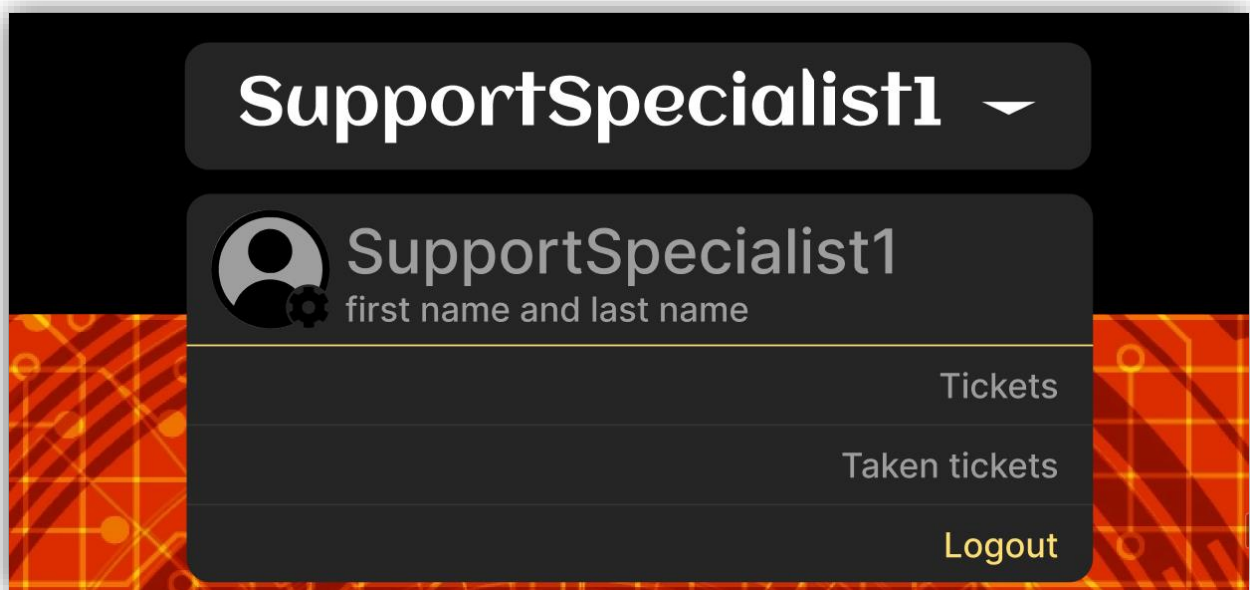 SupportSpecialist1
SupportSpecialist1
first name and last name
Tickets
Taken tickets
Logout